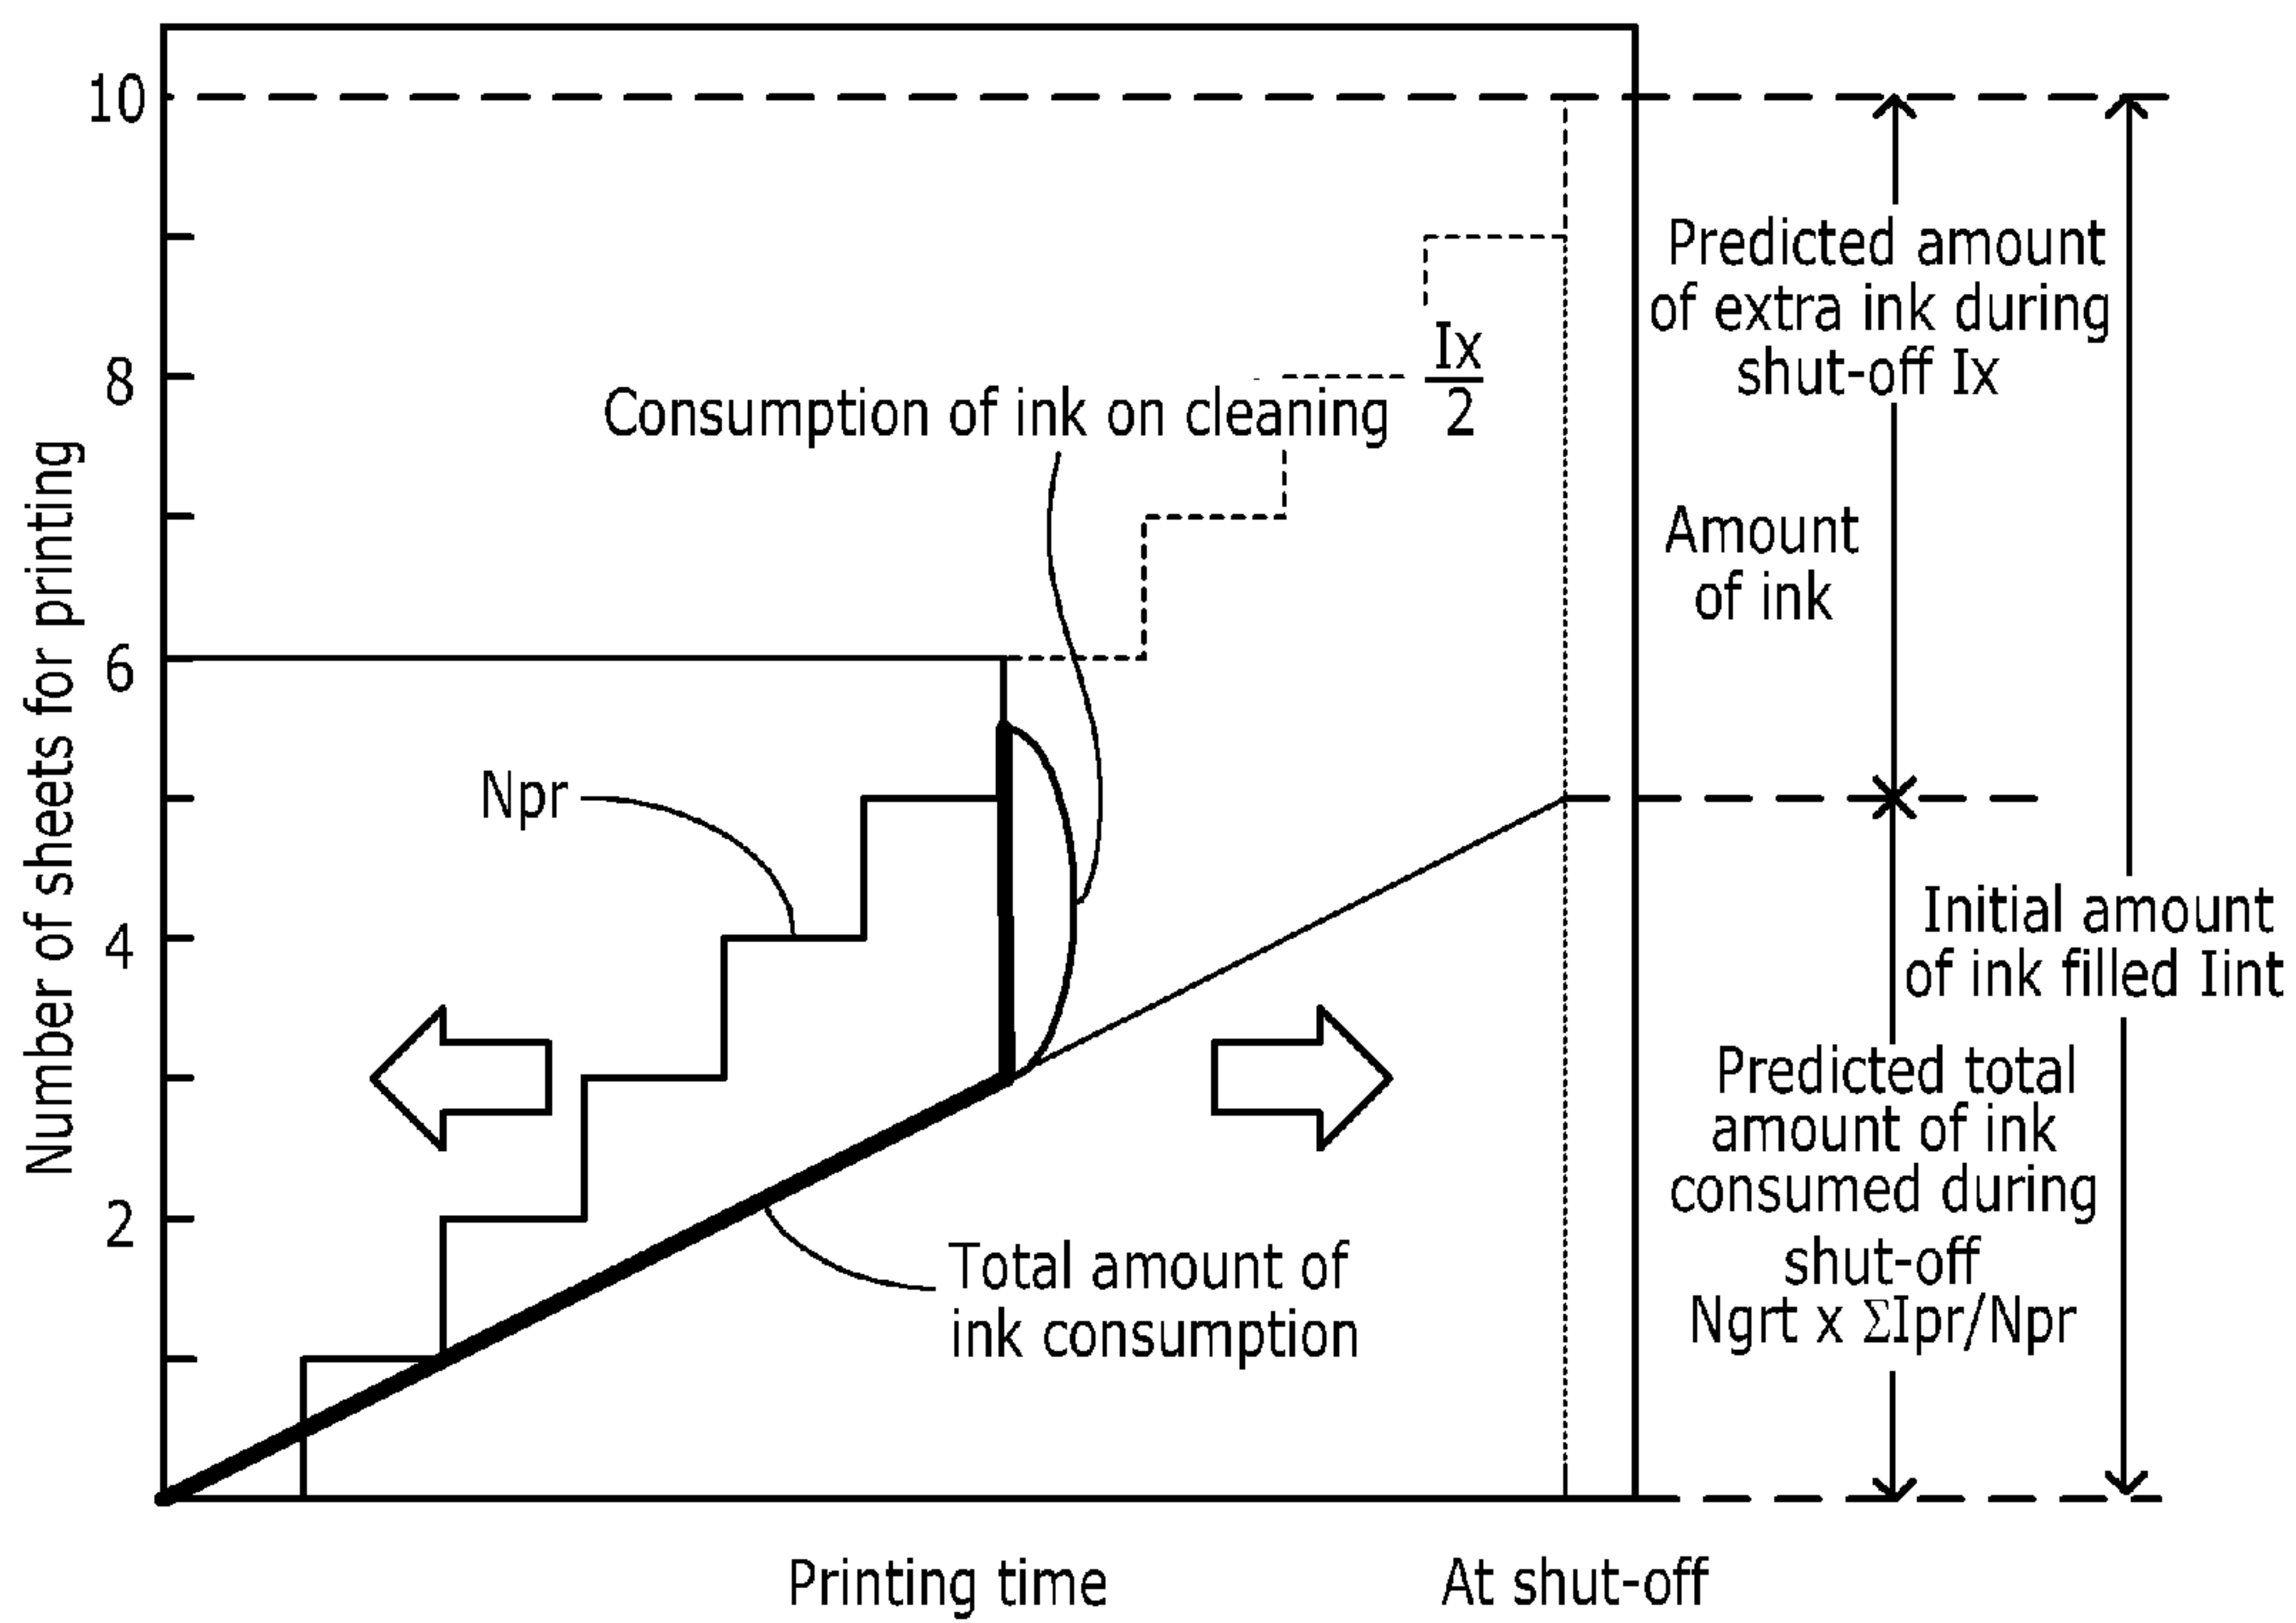 Number of sheets for printing
10
8
6
4
2
Ix
2
Consumption of ink on cleaning
Npr
Total amount of
ink consumption
Printing time
At shut-off
Predicted amount
of extra ink during
shut-off Ix
Amount
of ink
Initial amount
of ink filled Iint
Predicted total
amount of ink
consumed during
shut-off
Ngrt x ΣIpr/Npr